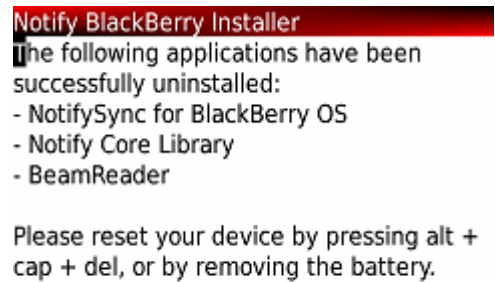 Notify BlackBerry Installer
The following applications have been
successfully uninstalled:
- NotifySync for BlackBerry OS
- Notify Core Library
- BeamReader
Please reset your device by pressing alt +
cap + del, or by removing the battery.